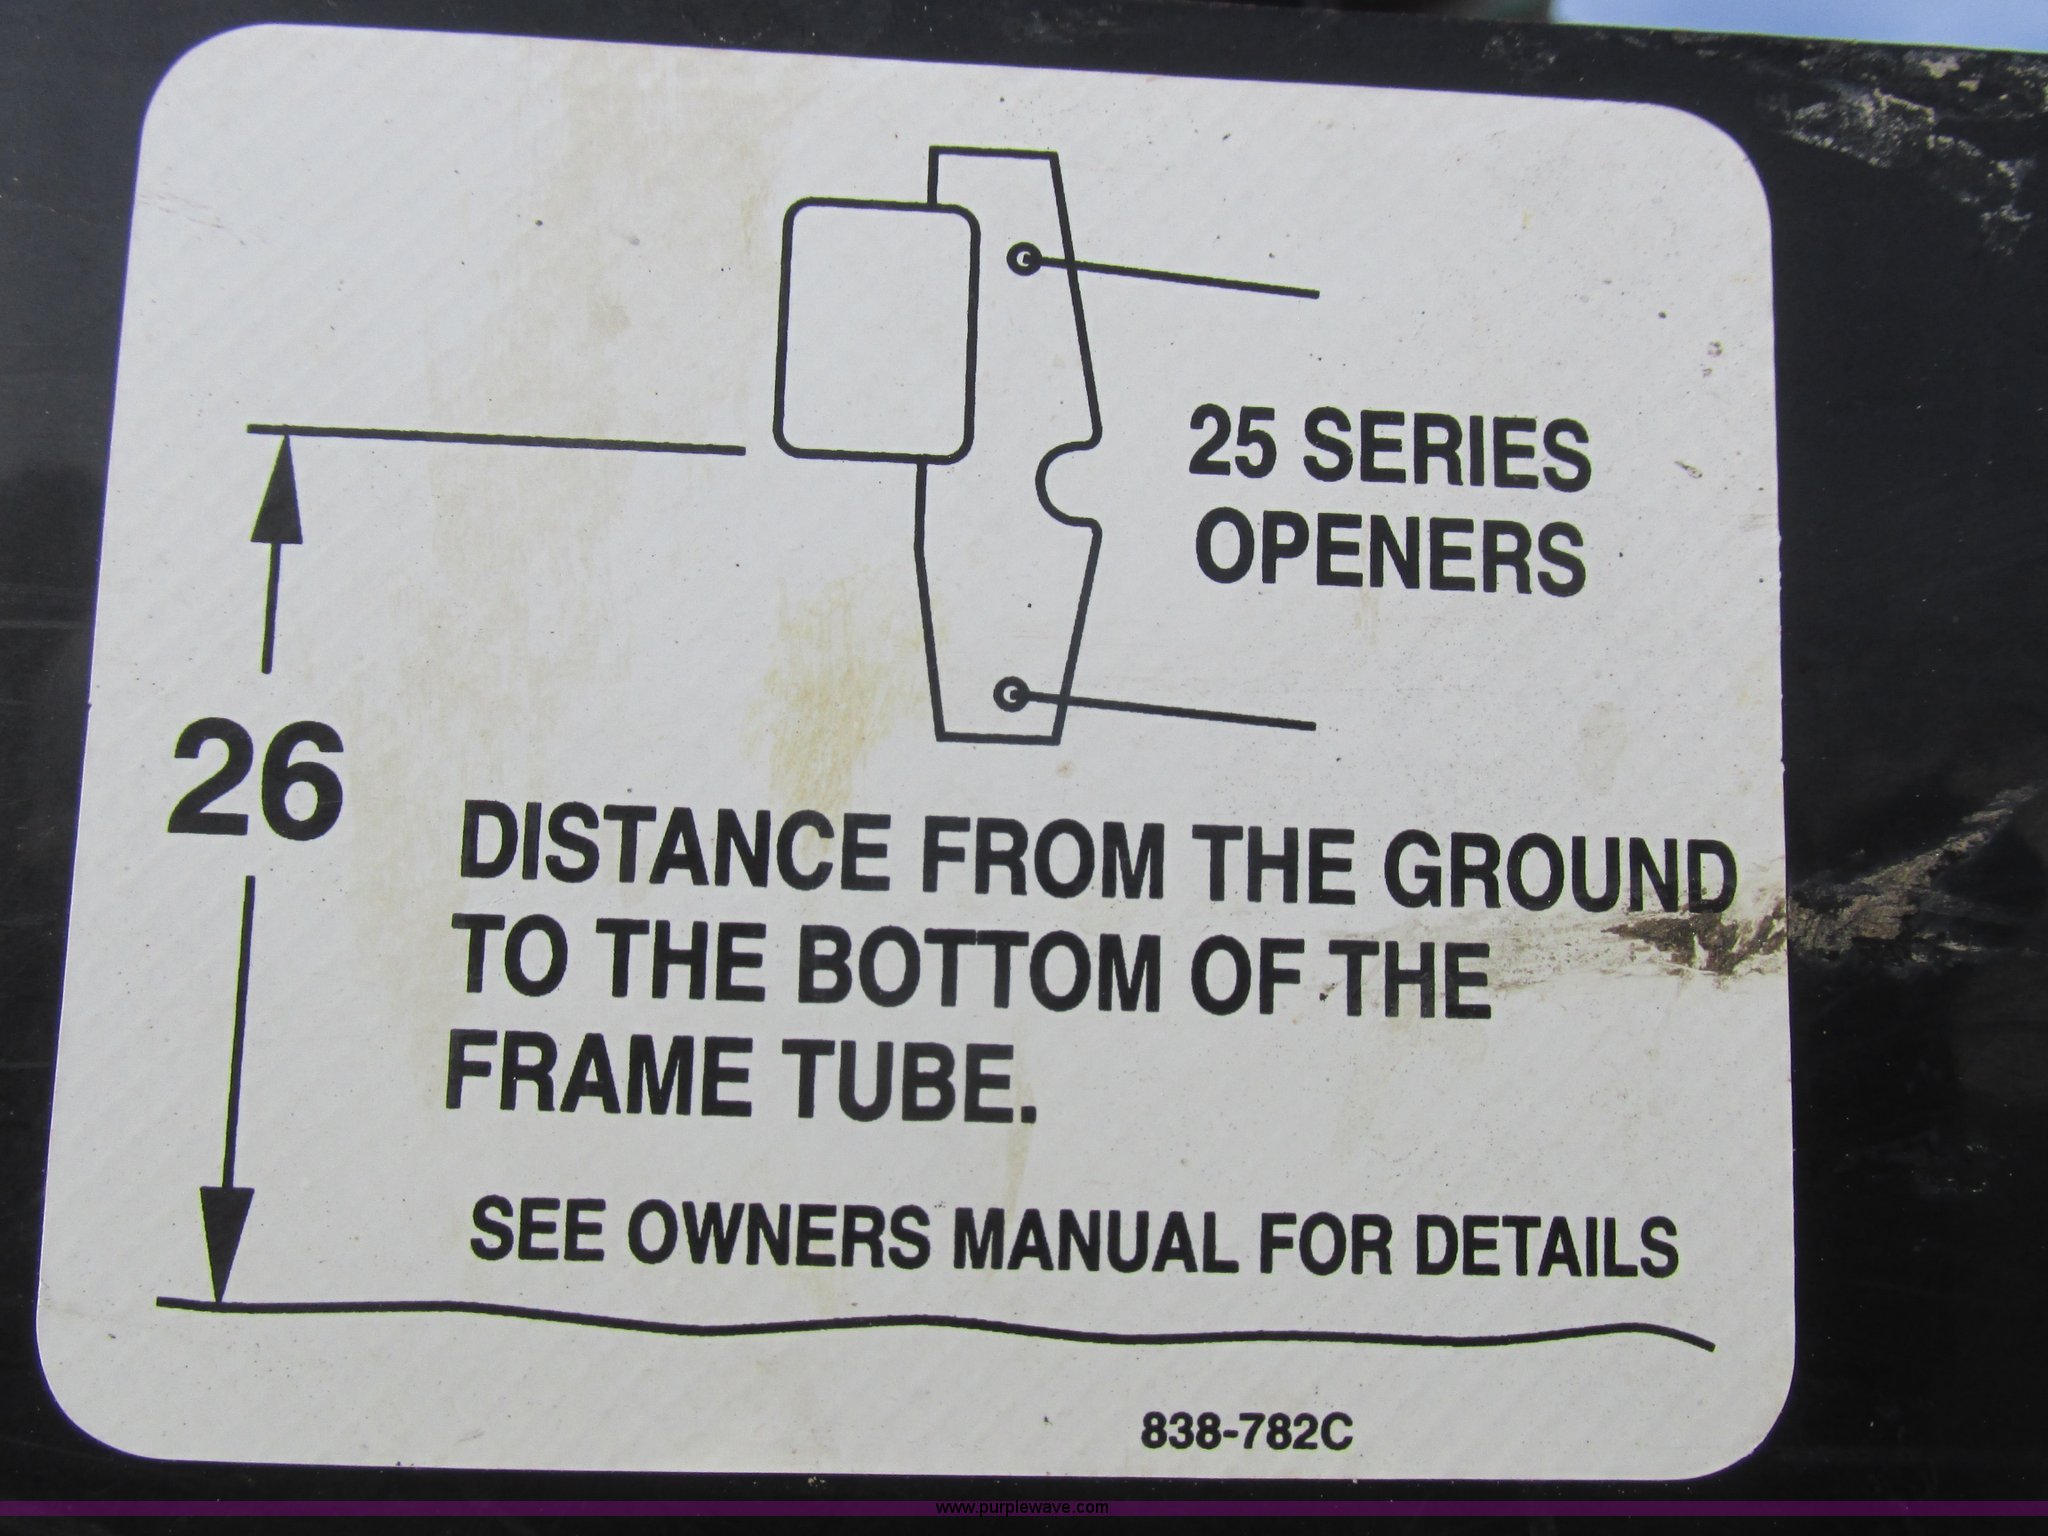 25 SERIES
OPENERS
26
DISTANCE FROM THE GROUND
TO THE BOTTOM OF THE
FRAME TUBE.
SEE OWNERS MANUAL FOR DETAILS
838-782C
www.purplewave.com